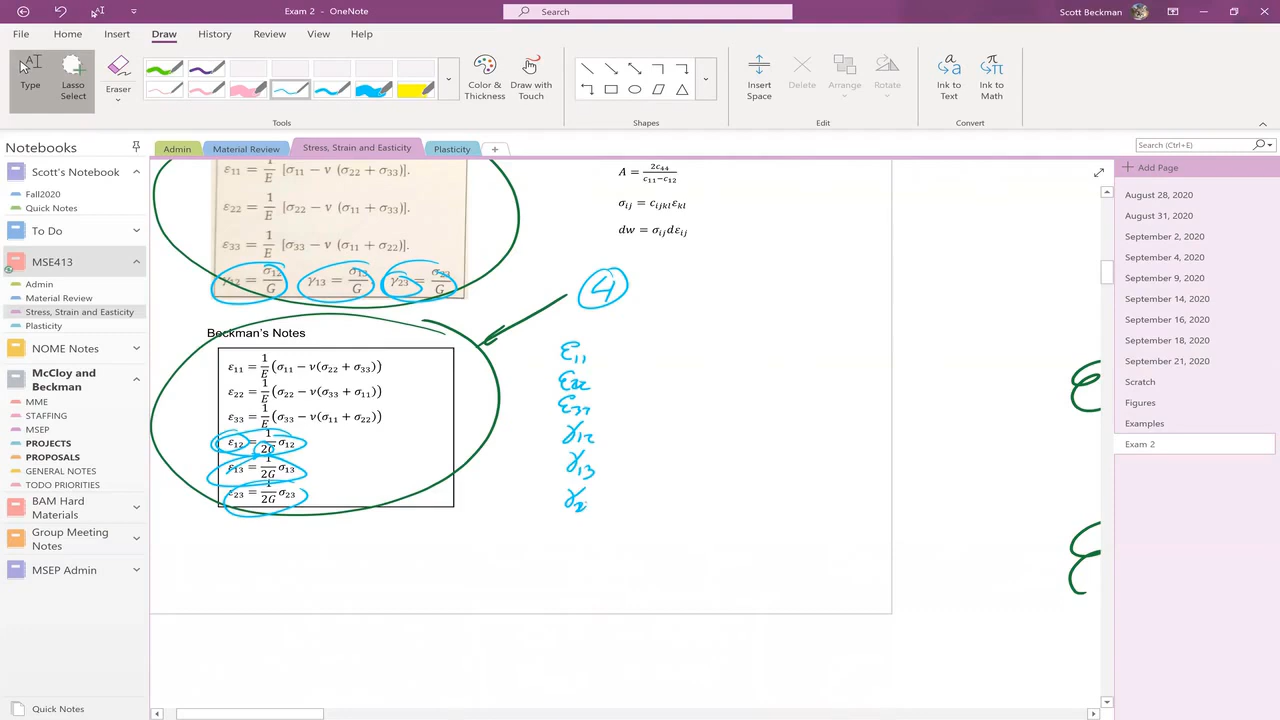 Exam 2 - OneNote
Search
Scott Beckman
File Home Insert Draw History Review View Help
Type
Lasso Select
Eraser
Color & Thickness
Draw with Touch
Insert Space
Delete
Arrange
Rotate
Ink to Text
Ink to Math
Tools
Shapes
Edit
Convert
Notebooks
Admin Material Review Stress, Strain and Easticity Plasticity +
Search (Ctrl+E)
Scott's Notebook
Fall2020
Quick Notes
To Do
MSE413
Admin
Material Review
Stress, Strain and Easticity
Plasticity
NOME Notes
McCloy and Beckman
MME
STAFFING
MSEP
PROJECTS
PROPOSALS
GENERAL NOTES
TODO PRIORITIES
BAM Hard Materials
Group Meeting Notes
MSEP Admin
Quick Notes
ε11 = 1/E [σ11 − ν (σ22 + σ33)].
ε22 = 1/E [σ22 − ν (σ11 + σ33)].
ε33 = 1/E [σ33 − ν (σ11 + σ22)].
γ12 = σ12/G γ13 = σ13/G γ23 = σ23/G
A = 2c44/(c11−c12)
σij = cijklεkl
dw = σijdεij
4
Beckman's Notes
ε11 = 1/E (σ11 − ν(σ22 + σ33))
ε22 = 1/E (σ22 − ν(σ33 + σ11))
ε33 = 1/E (σ33 − ν(σ11 + σ22))
ε12 = 1/2G σ12
ε13 = 1/2G σ13
ε23 = 1/2G σ23
ε11
ε22
ε33
γ12
γ13
γ2
Add Page
August 28, 2020
August 31, 2020
September 2, 2020
September 4, 2020
September 9, 2020
September 14, 2020
September 16, 2020
September 18, 2020
September 21, 2020
Scratch
Figures
Examples
Exam 2